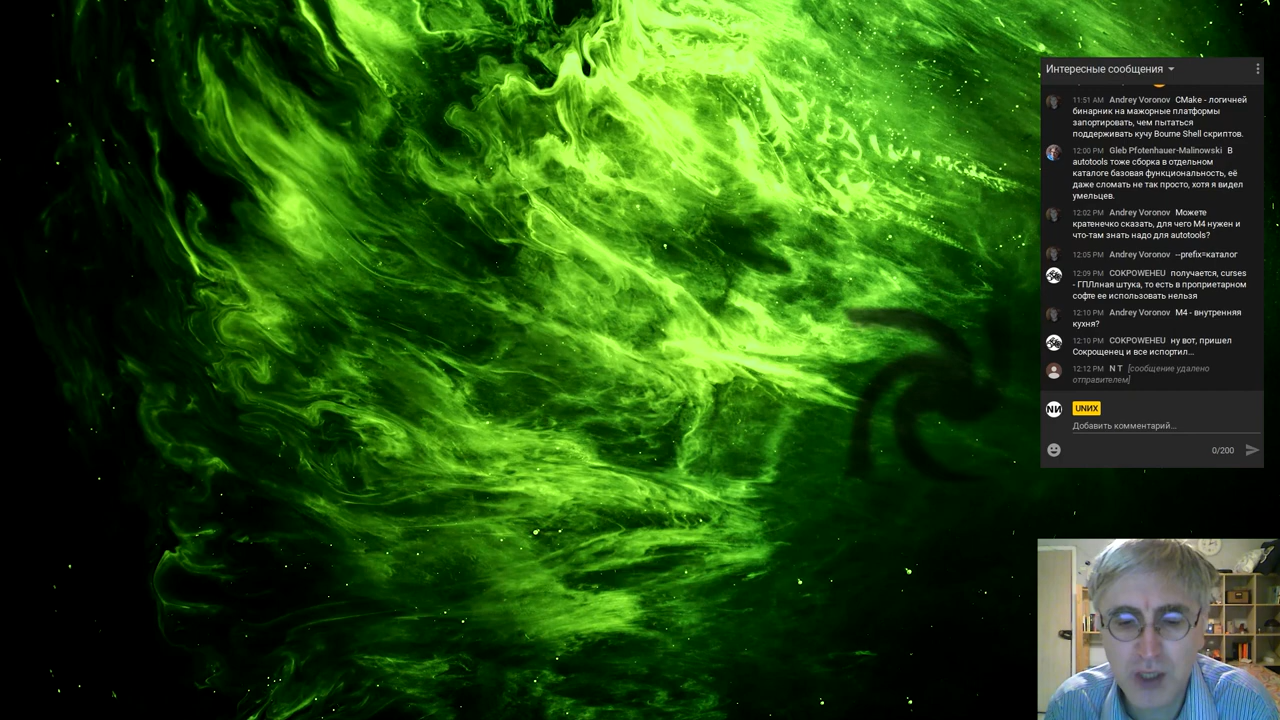 Интересные сообщения
11:51 AM Andrey Voronov CMake - логичней
бинарник на мажорные платформы
запортировать, чем пытаться
поддерживать кучу Bourne Shell скриптов.
12:00 PM Gleb Pfotenhauer-Malinowski В
autotools тоже сборка в отдельном
каталоге базовая функциональность, её
даже сломать не так просто, хотя я видел
умельцев.
12:02 PM Andrey Voronov Можете
кратенечко сказать, для чего М4 нужен и
что-там знать надо для autotools?
12:05 PM Andrey Voronov --prefix=каталог
12:09 PM COKPOWEHEU получается, curses
- ГПЛлная штука, то есть в проприетарном
софте ее использовать нельзя
12:10 PM Andrey Voronov М4 - внутренняя
кухня?
12:10 PM COKPOWEHEU ну вот, пришел
Сокрощенец и все испортил...
12:12 PM N T [сообщение удалено
отправителем]
UNИX
Добавить комментарий...
0/200